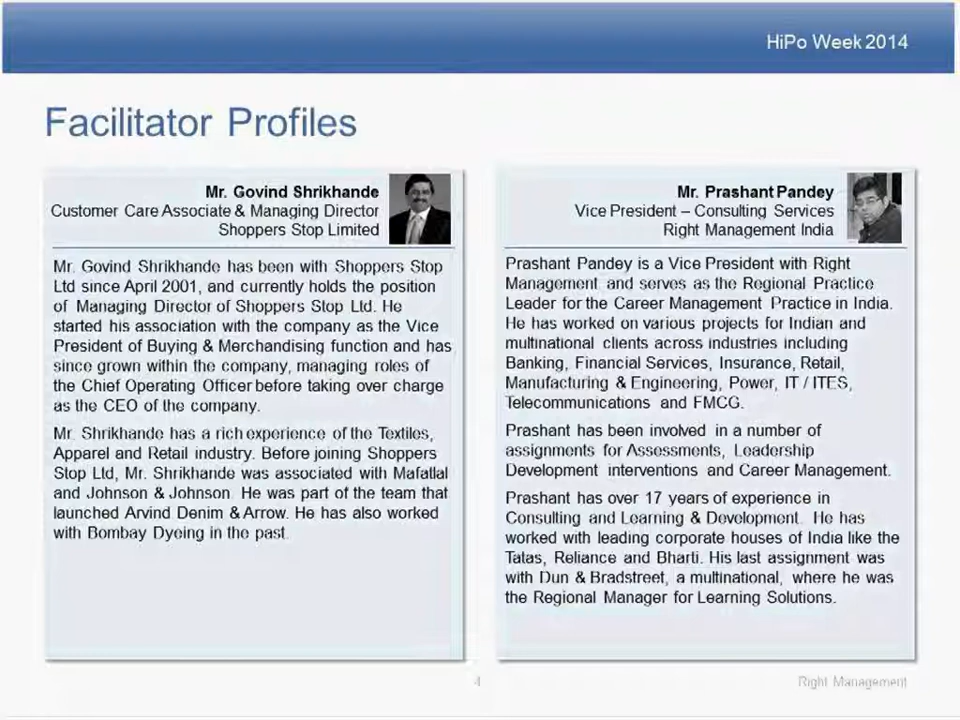 HiPo Week 2014
Facilitator Profiles
Mr. Govind Shrikhande
Customer Care Associate & Managing Director
Shoppers Stop Limited
Mr. Govind Shrikhande has been with Shoppers Stop
Ltd since April 2001, and currently holds the position
of Managing Director of Shoppers Stop Ltd. He
started his association with the company as the Vice
President of Buying & Merchandising function and has
since grown within the company, managing roles of
the Chief Operating Officer before taking over charge
as the CEO of the company.
Mr. Shrikhande has a rich experience of the Textiles,
Apparel and Retail industry. Before joining Shoppers
Stop Ltd, Mr. Shrikhande was associated with Mafatlal
and Johnson & Johnson. He was part of the team that
launched Arvind Denim & Arrow. He has also worked
with Bombay Dyeing in the past.
Mr. Prashant Pandey
Vice President – Consulting Services
Right Management India
Prashant Pandey is a Vice President with Right
Management and serves as the Regional Practice
Leader for the Career Management Practice in India.
He has worked on various projects for Indian and
multinational clients across industries including
Banking, Financial Services, Insurance, Retail,
Manufacturing & Engineering, Power, IT / ITES,
Telecommunications and FMCG.
Prashant has been involved in a number of
assignments for Assessments, Leadership
Development interventions and Career Management.
Prashant has over 17 years of experience in
Consulting and Learning & Development. He has
worked with leading corporate houses of India like the
Tatas, Reliance and Bharti. His last assignment was
with Dun & Bradstreet, a multinational, where he was
the Regional Manager for Learning Solutions.
4
Right Management